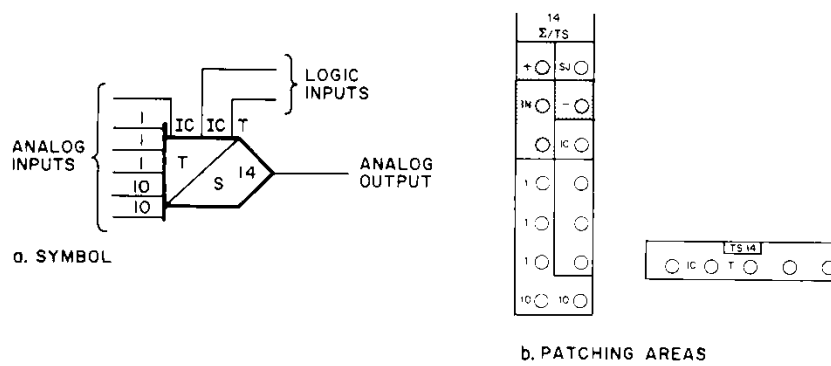 LOGIC
INPUTS
ANALOG
INPUTS
IC IC T
1
1
1
10
10
T
S
14
ANALOG
OUTPUT
a. SYMBOL
14
Σ/TS
+ SJ
IN -
IC
1
1
1
10 10
TS 14
IC T
b. PATCHING AREAS